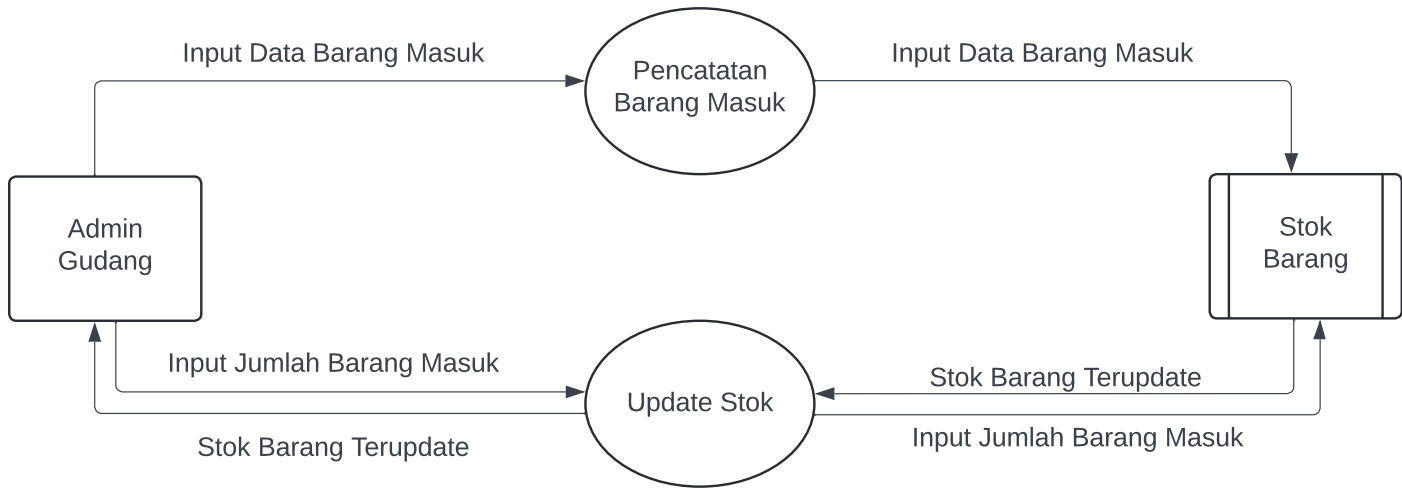 Input Data Barang Masuk
Pencatatan
Barang Masuk
Input Data Barang Masuk
Admin
Gudang
Stok
Barang
Input Jumlah Barang Masuk
Update Stok
Stok Barang Terupdate
Stok Barang Terupdate
Input Jumlah Barang Masuk